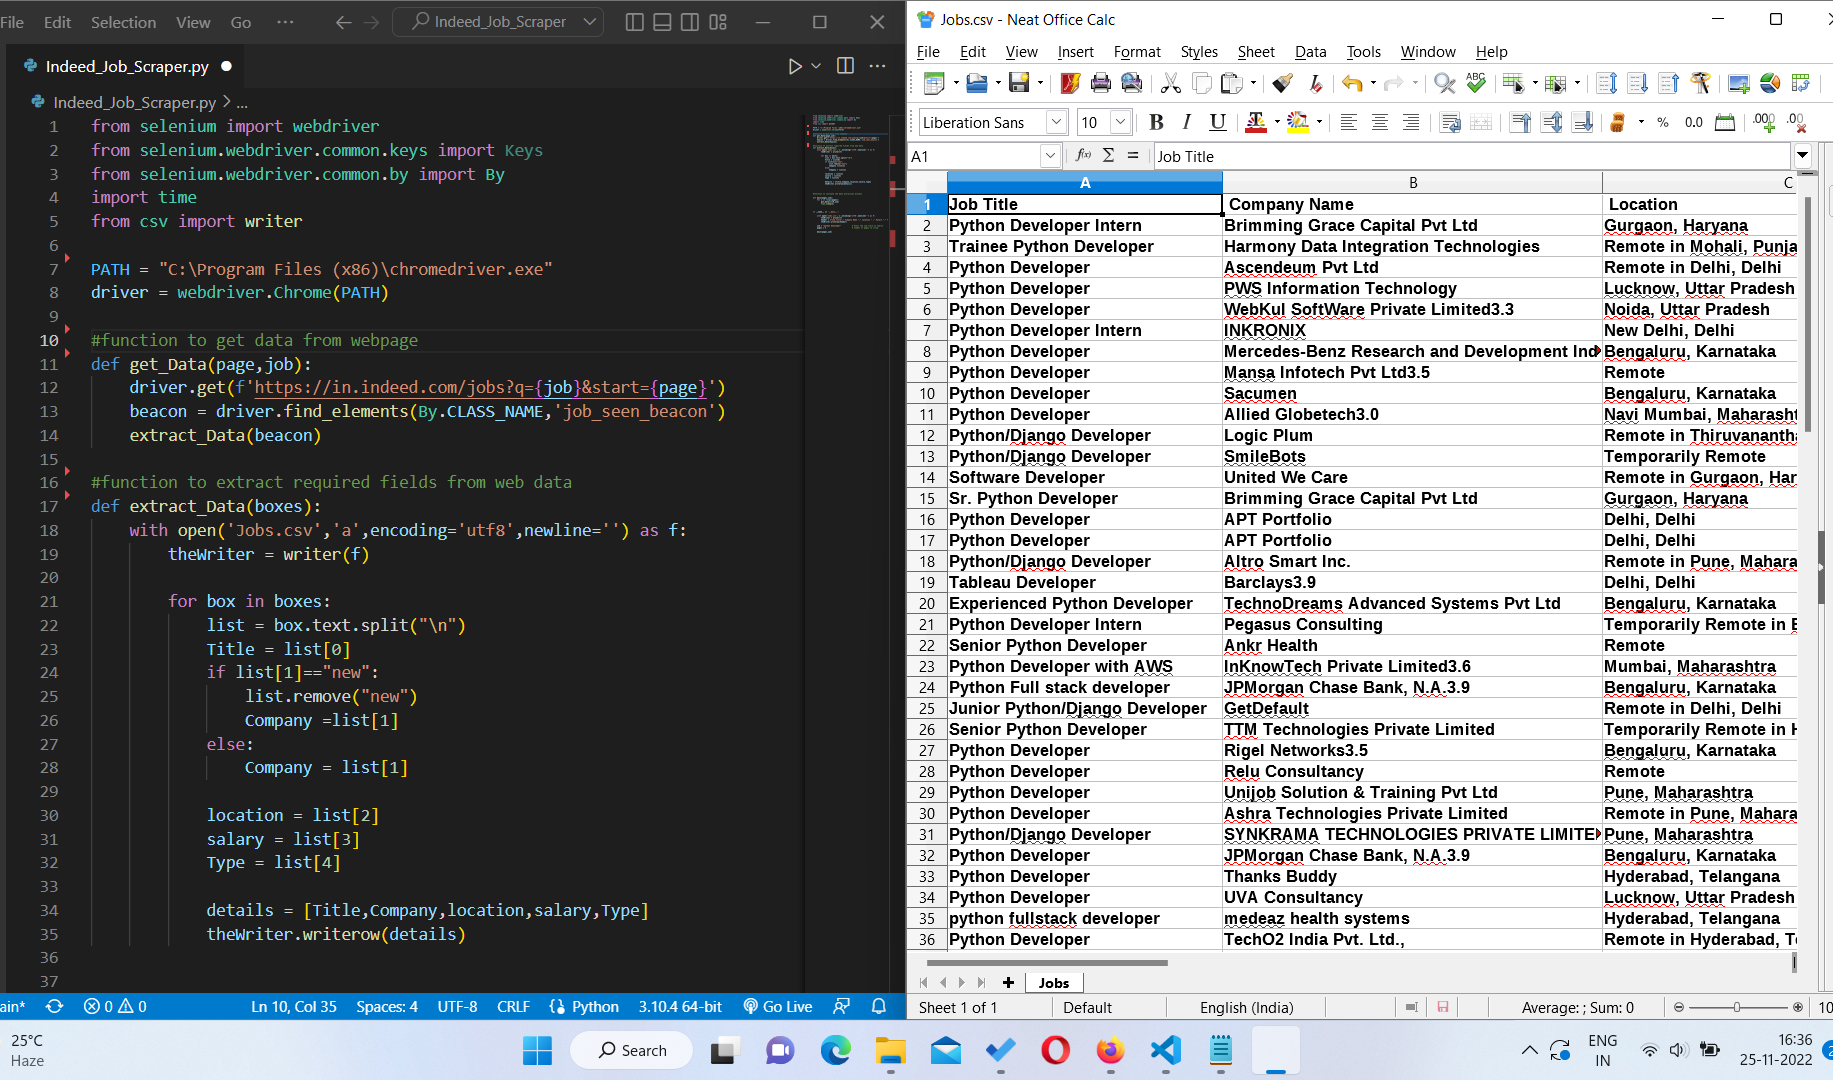 File Edit Selection View Go ··· Indeed_Job_Scraper
Indeed_Job_Scraper.py
Indeed_Job_Scraper.py > ...
1 from selenium import webdriver
2 from selenium.webdriver.common.keys import Keys
3 from selenium.webdriver.common.by import By
4 import time
5 from csv import writer
6
7 PATH = "C:\Program Files (x86)\chromedriver.exe"
8 driver = webdriver.Chrome(PATH)
9
10 #function to get data from webpage
11 def get_Data(page,job):
12 driver.get(f'https://in.indeed.com/jobs?q={job}&start={page}')
13 beacon = driver.find_elements(By.CLASS_NAME,'job_seen_beacon')
14 extract_Data(beacon)
15
16 #function to extract required fields from web data
17 def extract_Data(boxes):
18 with open('Jobs.csv','a',encoding='utf8',newline='') as f:
19 theWriter = writer(f)
20
21 for box in boxes:
22 list = box.text.split("\n")
23 Title = list[0]
24 if list[1]=="new":
25 list.remove("new")
26 Company =list[1]
27 else:
28 Company = list[1]
29
30 location = list[2]
31 salary = list[3]
32 Type = list[4]
33
34 details = [Title,Company,location,salary,Type]
35 theWriter.writerow(details)
36
37
ain* 0 0 Ln 10, Col 35 Spaces: 4 UTF-8 CRLF {} Python 3.10.4 64-bit Go Live
Jobs.csv - Neat Office Calc
File Edit View Insert Format Styles Sheet Data Tools Window Help
Liberation Sans 10 B I U % 0.0 .000 .00
A1 f(x) Σ = Job Title
A B C
1 Job Title Company Name Location
2 Python Developer Intern Brimming Grace Capital Pvt Ltd Gurgaon, Haryana
3 Trainee Python Developer Harmony Data Integration Technologies Remote in Mohali, Punja
4 Python Developer Ascendeum Pvt Ltd Remote in Delhi, Delhi
5 Python Developer PWS Information Technology Lucknow, Uttar Pradesh
6 Python Developer WebKul SoftWare Private Limited3.3 Noida, Uttar Pradesh
7 Python Developer Intern INKRONIX New Delhi, Delhi
8 Python Developer Mercedes-Benz Research and Development Ind Bengaluru, Karnataka
9 Python Developer Mansa Infotech Pvt Ltd3.5 Remote
10 Python Developer Sacumen Bengaluru, Karnataka
11 Python Developer Allied Globetech3.0 Navi Mumbai, Maharasht
12 Python/Django Developer Logic Plum Remote in Thiruvananth
13 Python/Django Developer SmileBots Temporarily Remote
14 Software Developer United We Care Remote in Gurgaon, Har
15 Sr. Python Developer Brimming Grace Capital Pvt Ltd Gurgaon, Haryana
16 Python Developer APT Portfolio Delhi, Delhi
17 Python Developer APT Portfolio Delhi, Delhi
18 Python/Django Developer Altro Smart Inc. Remote in Pune, Mahara
19 Tableau Developer Barclays3.9 Delhi, Delhi
20 Experienced Python Developer TechnoDreams Advanced Systems Pvt Ltd Bengaluru, Karnataka
21 Python Developer Intern Pegasus Consulting Temporarily Remote in
22 Senior Python Developer Ankr Health Remote
23 Python Developer with AWS InKnowTech Private Limited3.6 Mumbai, Maharashtra
24 Python Full stack developer JPMorgan Chase Bank, N.A.3.9 Bengaluru, Karnataka
25 Junior Python/Django Developer GetDefault Remote in Delhi, Delhi
26 Senior Python Developer TTM Technologies Private Limited Temporarily Remote in H
27 Python Developer Rigel Networks3.5 Bengaluru, Karnataka
28 Python Developer Relu Consultancy Remote
29 Python Developer Unijob Solution & Training Pvt Ltd Pune, Maharashtra
30 Python Developer Ashra Technologies Private Limited Remote in Pune, Mahara
31 Python/Django Developer SYNKRAMA TECHNOLOGIES PRIVATE LIMITE Pune, Maharashtra
32 Python Developer JPMorgan Chase Bank, N.A.3.9 Bengaluru, Karnataka
33 Python Developer Thanks Buddy Hyderabad, Telangana
34 Python Developer UVA Consultancy Lucknow, Uttar Pradesh
35 python fullstack developer medeaz health systems Hyderabad, Telangana
36 Python Developer TechO2 India Pvt. Ltd., Remote in Hyderabad, T
Jobs
Sheet 1 of 1 Default English (India) Average: ; Sum: 0 10
25°C
Haze
Search
ENG
IN
16:36
25-11-2022